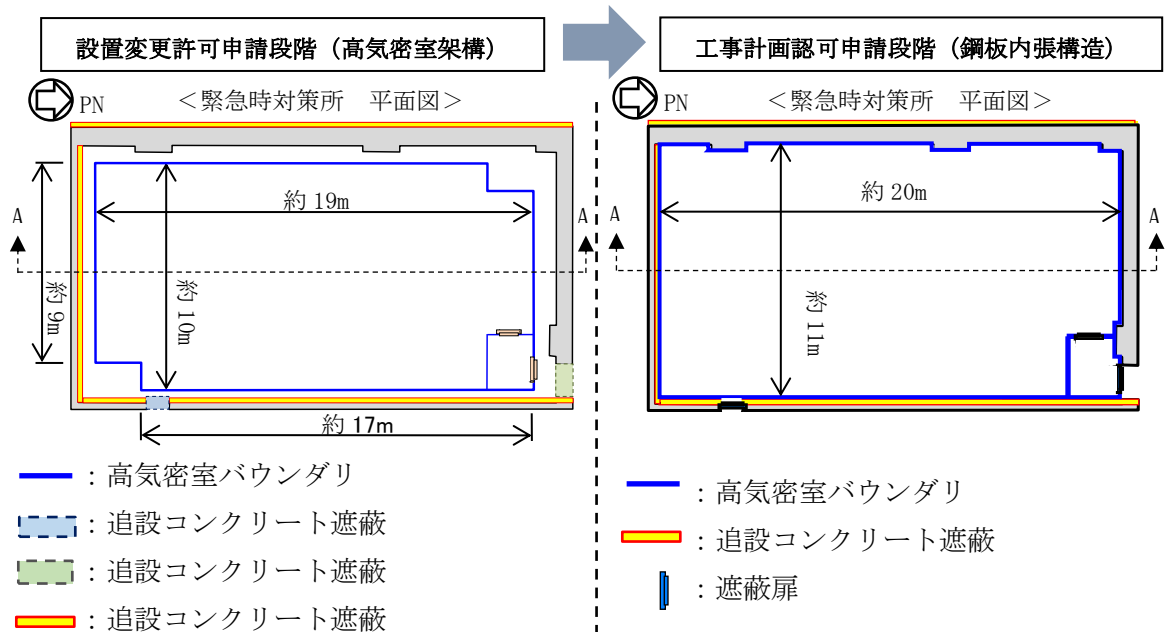 設置変更許可申請段階（高気密室架構）
PN ＜緊急時対策所　平面図＞
A
A
約 19m
約 9m
約 10m
約 17m
：高気密室バウンダリ
：追設コンクリート遮蔽
：追設コンクリート遮蔽
：追設コンクリート遮蔽
工事計画認可申請段階（鋼板内張構造）
PN ＜緊急時対策所　平面図＞
A
A
約 20m
約 11m
：高気密室バウンダリ
：追設コンクリート遮蔽
：遮蔽扉